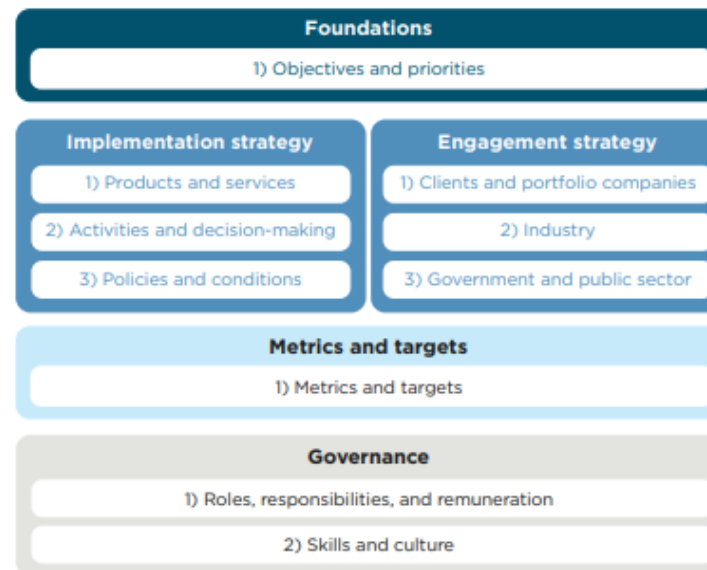 Foundations
1) Objectives and priorities
Implementation strategy
1) Products and services
2) Activities and decision-making
3) Policies and conditions
Engagement strategy
1) Clients and portfolio companies
2) Industry
3) Government and public sector
Metrics and targets
1) Metrics and targets
Governance
1) Roles, responsibilities, and remuneration
2) Skills and culture